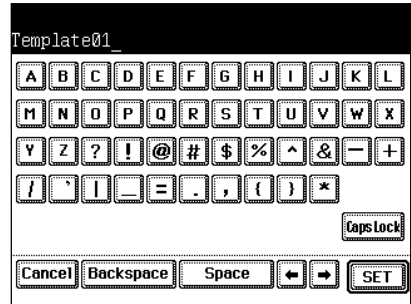 Template01_
A B C D E F G H I J K L
M N O P Q R S T U V W X
Y Z ? ! @ # $ % ^ & - +
/ ` | _ = . , { } *
Caps Lock
Cancel Backspace Space ← → SET